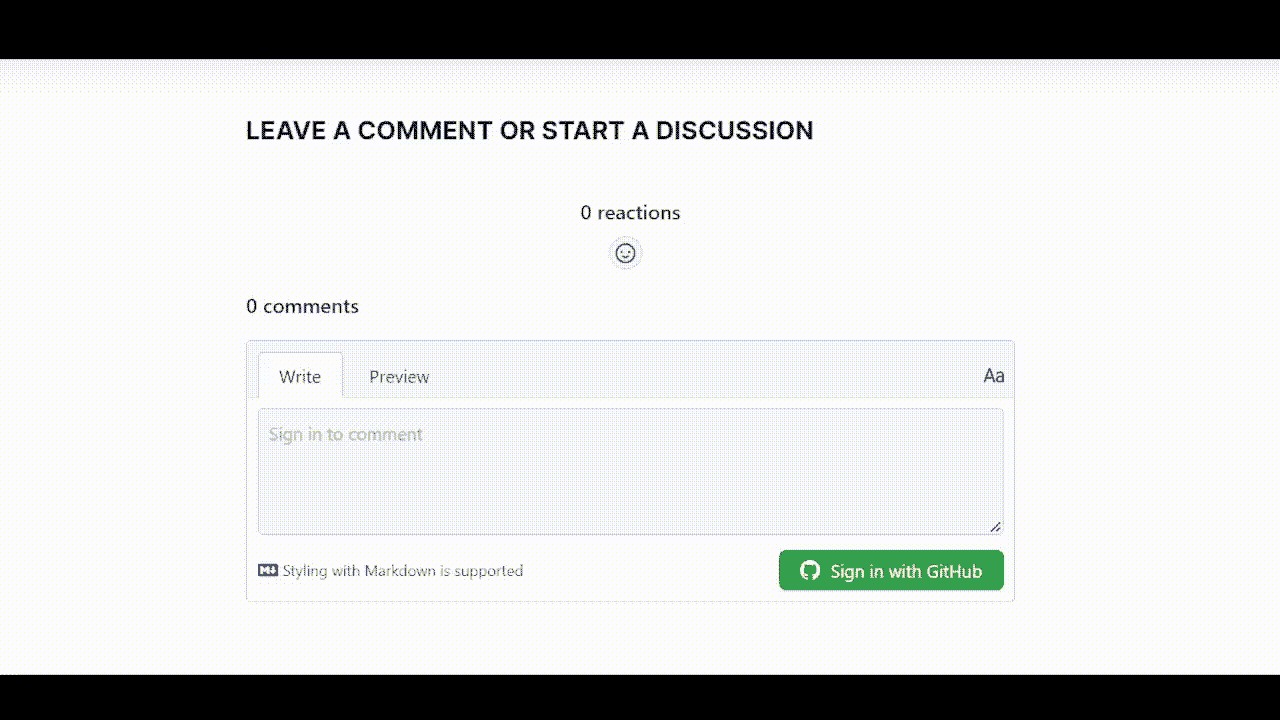 LEAVE A COMMENT OR START A DISCUSSION
0 reactions
0 comments
Write Preview Aa
Sign in to comment
Styling with Markdown is supported Sign in with GitHub